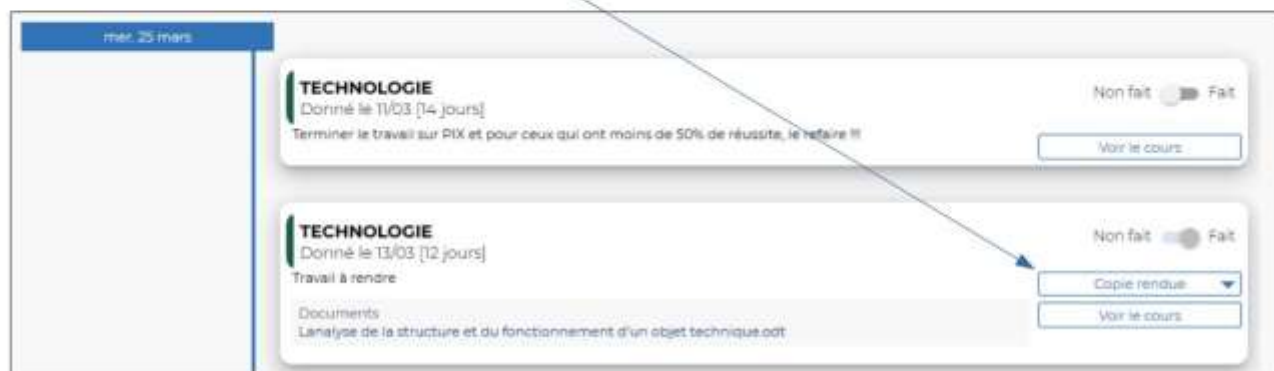 mer. 25 mars
TECHNOLOGIE
Non fait Fait
Donné le 11/03 [14 jours]
Terminer le travail sur PIX et pour ceux qui ont moins de 50% de réussite, le refaire !!!
Voir le cours
TECHNOLOGIE
Non fait Fait
Donné le 13/03 [12 jours]
Travail à rendre
Copie rendue
Documents
Voir le cours
Lanalyse de la structure et du fonctionnement d'un objet technique.odt